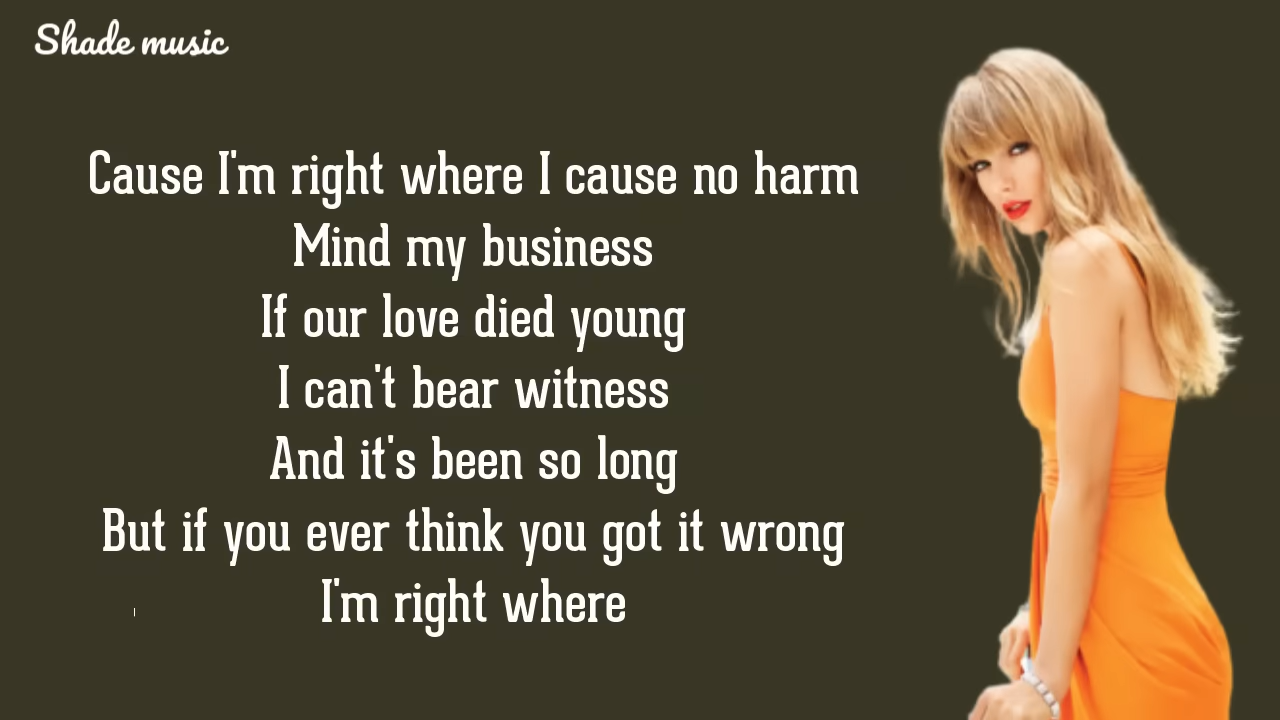 Shade music
Cause I'm right where I cause no harm
Mind my business
If our love died young
I can't bear witness
And it's been so long
But if you ever think you got it wrong
I'm right where